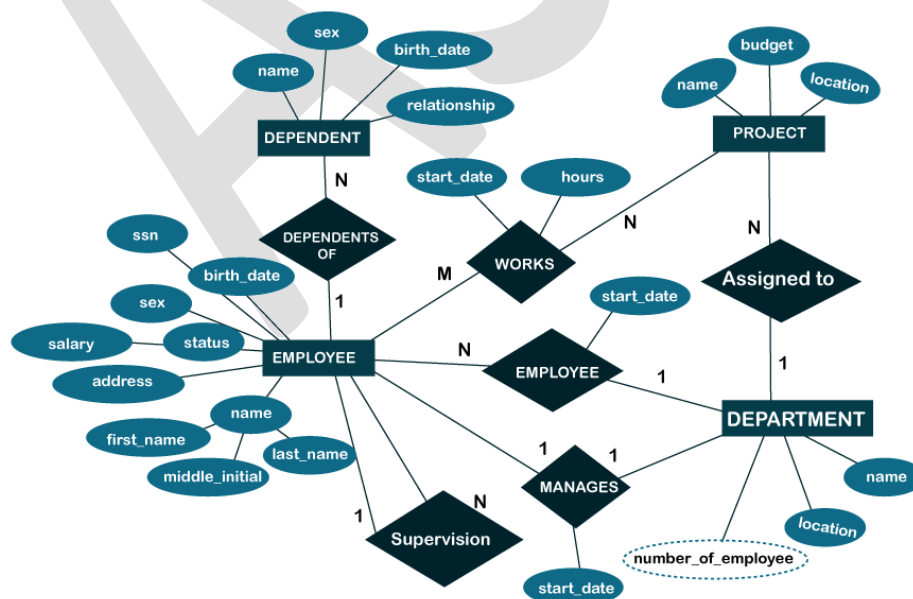 sex
birth_date
name
relationship
DEPENDENT
budget
name
location
PROJECT
N
start_date
hours
N
N
ssn
DEPENDENTS
OF
birth_date
M
WORKS
Assigned to
sex
1
start_date
salary
status
EMPLOYEE
N
EMPLOYEE
1
1
address
name
DEPARTMENT
first_name
last_name
middle_initial
1
1
name
MANAGES
N
1
Supervision
location
number_of_employee
start_date